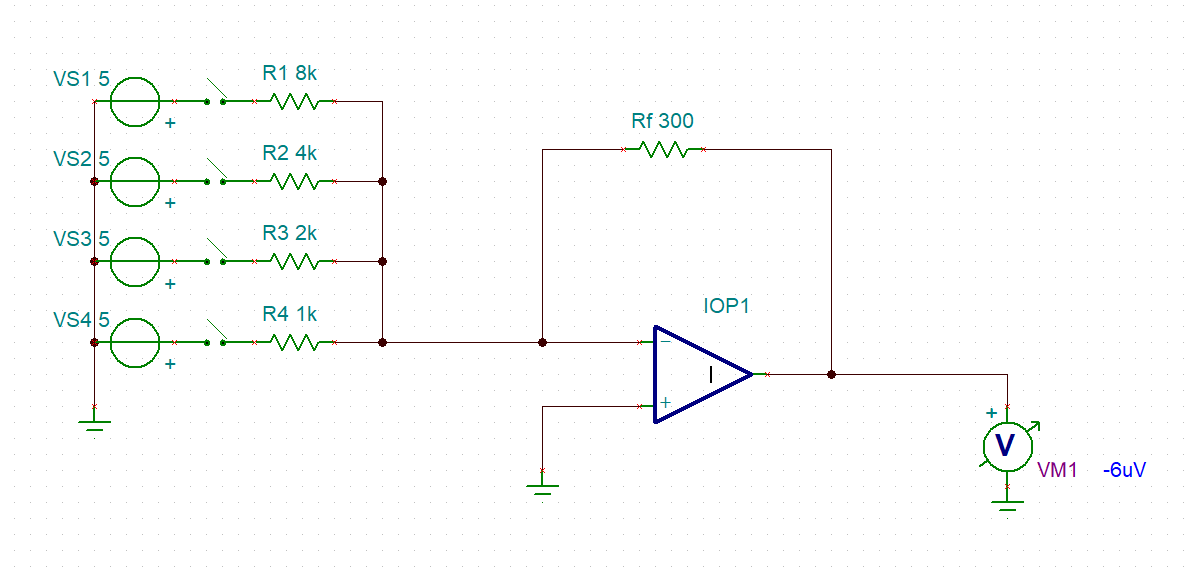 VS1 5
R1 8k
+
VS2 5
R2 4k
+
VS3 5
R3 2k
+
VS4 5
R4 1k
+
Rf 300
IOP1
−
I
+
+
V
VM1 -6uV